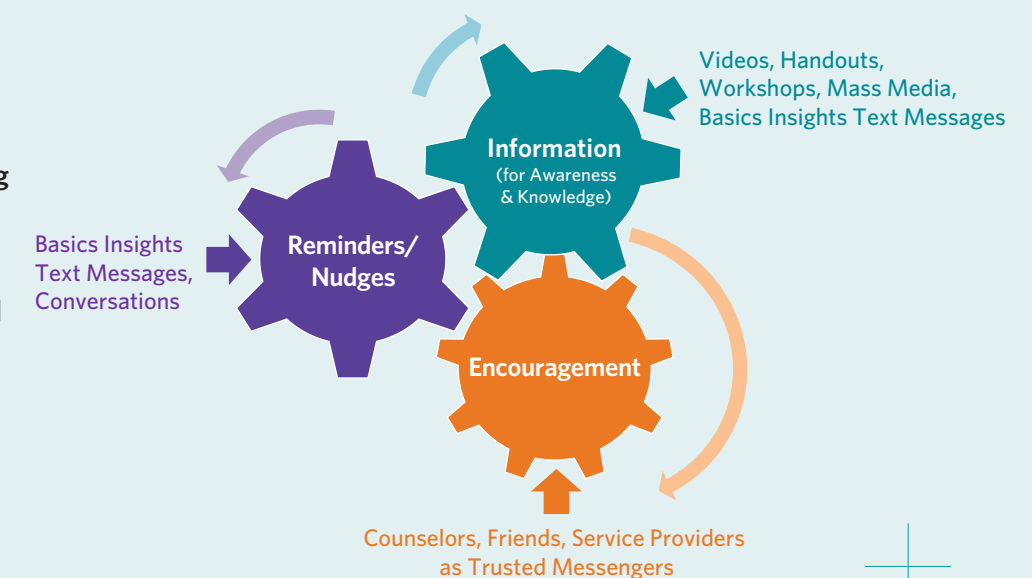 Videos, Handouts,
Workshops, Mass Media,
Basics Insights Text Messages
Information
(for Awareness
& Knowledge)
Basics Insights
Text Messages,
Conversations
Reminders/
Nudges
Encouragement
Counselors, Friends, Service Providers
as Trusted Messengers